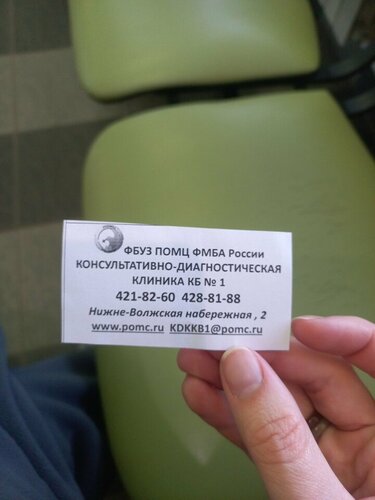 ФБУЗ ПОМЦ ФМБА России
КОНСУЛЬТАТИВНО-ДИАГНОСТИЧЕСКАЯ
КЛИНИКА КБ № 1
421-82-60 428-81-88
Нижне-Волжская набережная , 2
www.pomc.ru KDKKB1@pomc.ru